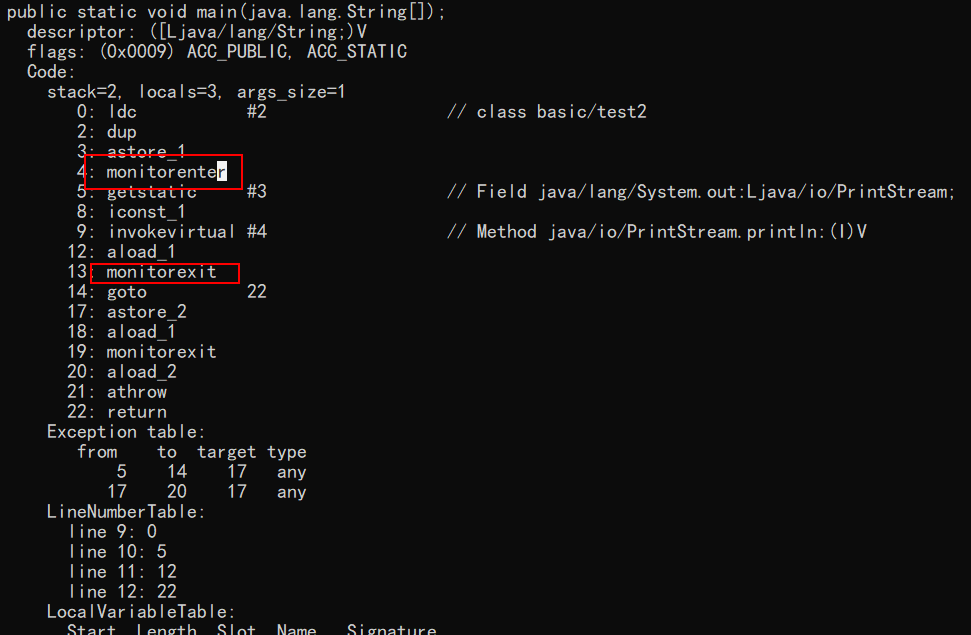 public static void main(java.lang.String[]);
descriptor: ([Ljava/lang/String;)V
flags: (0x0009) ACC_PUBLIC, ACC_STATIC
Code:
stack=2, locals=3, args_size=1
0: ldc #2 // class basic/test2
2: dup
3: astore_1
4: monitorenter
5: getstatic #3 // Field java/lang/System.out:Ljava/io/PrintStream;
8: iconst_1
9: invokevirtual #4 // Method java/io/PrintStream.println:(I)V
12: aload_1
13: monitorexit
14: goto 22
17: astore_2
18: aload_1
19: monitorexit
20: aload_2
21: athrow
22: return
Exception table:
from to target type
5 14 17 any
17 20 17 any
LineNumberTable:
line 9: 0
line 10: 5
line 11: 12
line 12: 22
LocalVariableTable:
Start Length Slot Name Signature